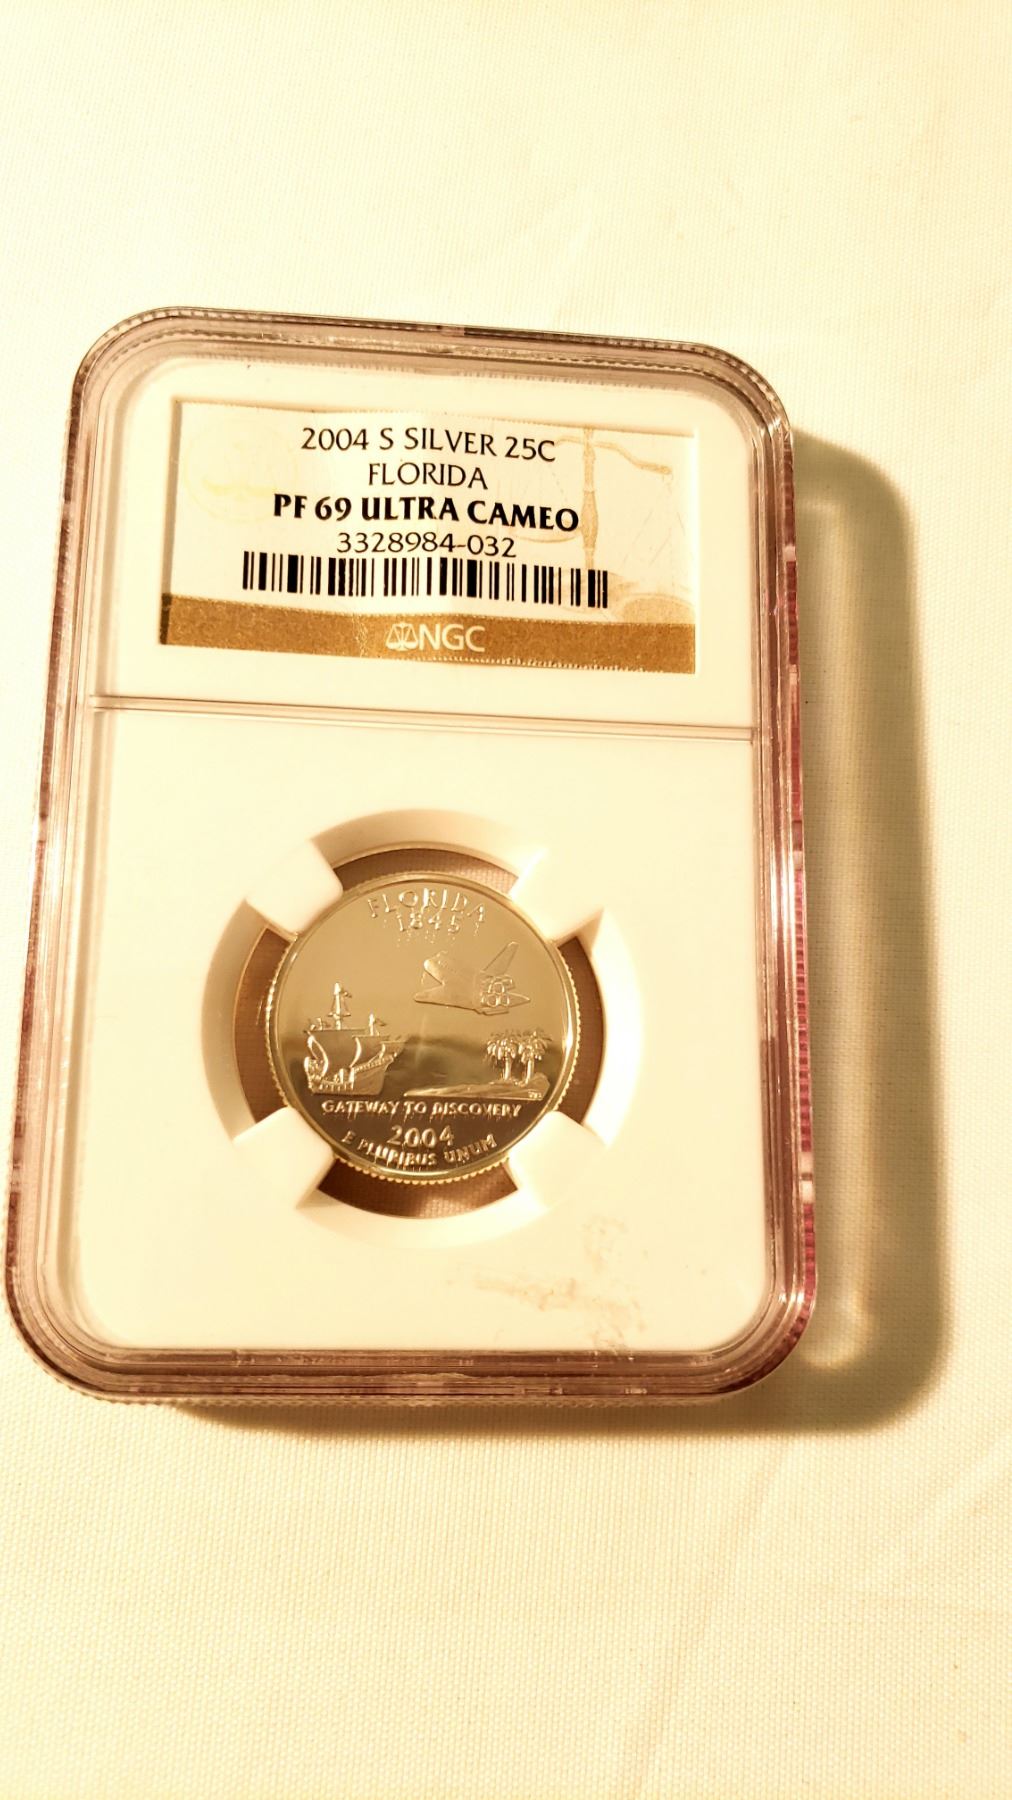 2004 S SILVER 25C
FLORIDA
PF 69 ULTRA CAMEO
3328984-032
NGC
FLORIDA
1845
GATEWAY TO DISCOVERY
2004
E PLURIBUS UNUM